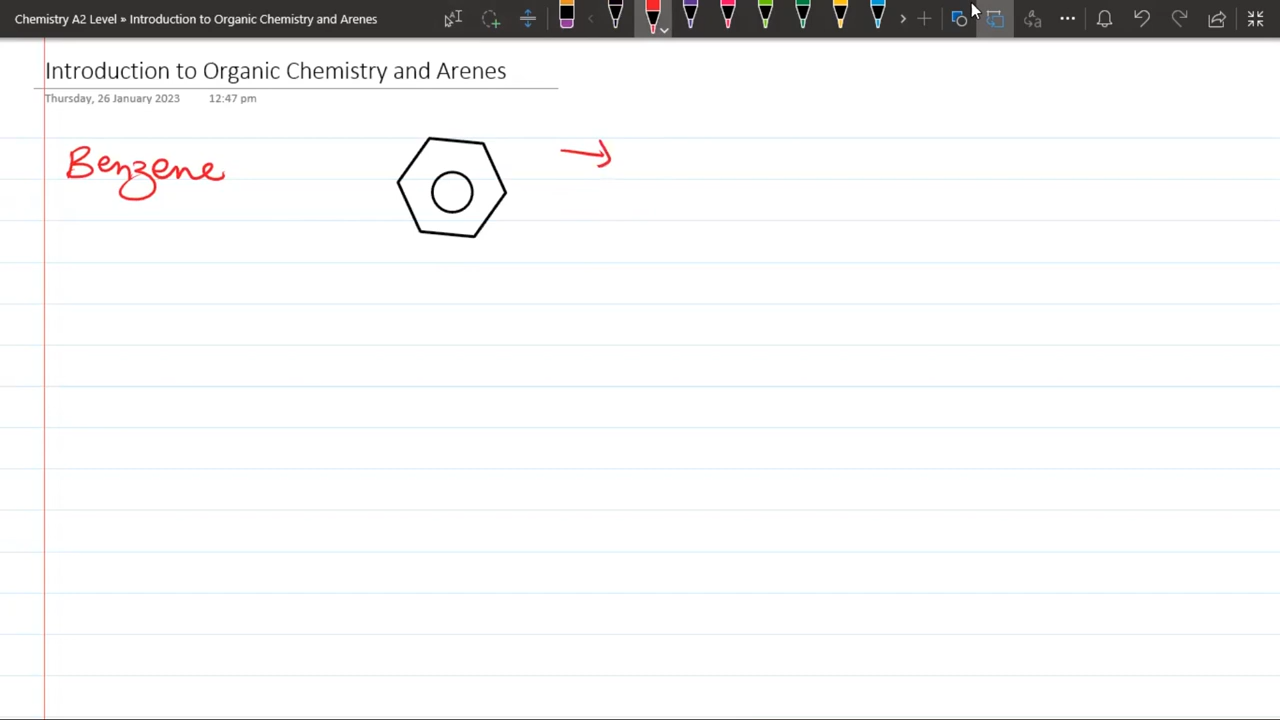 Chemistry A2 Level » Introduction to Organic Chemistry and Arenes
Introduction to Organic Chemistry and Arenes
Thursday, 26 January 2023 12:47 pm
Benzene